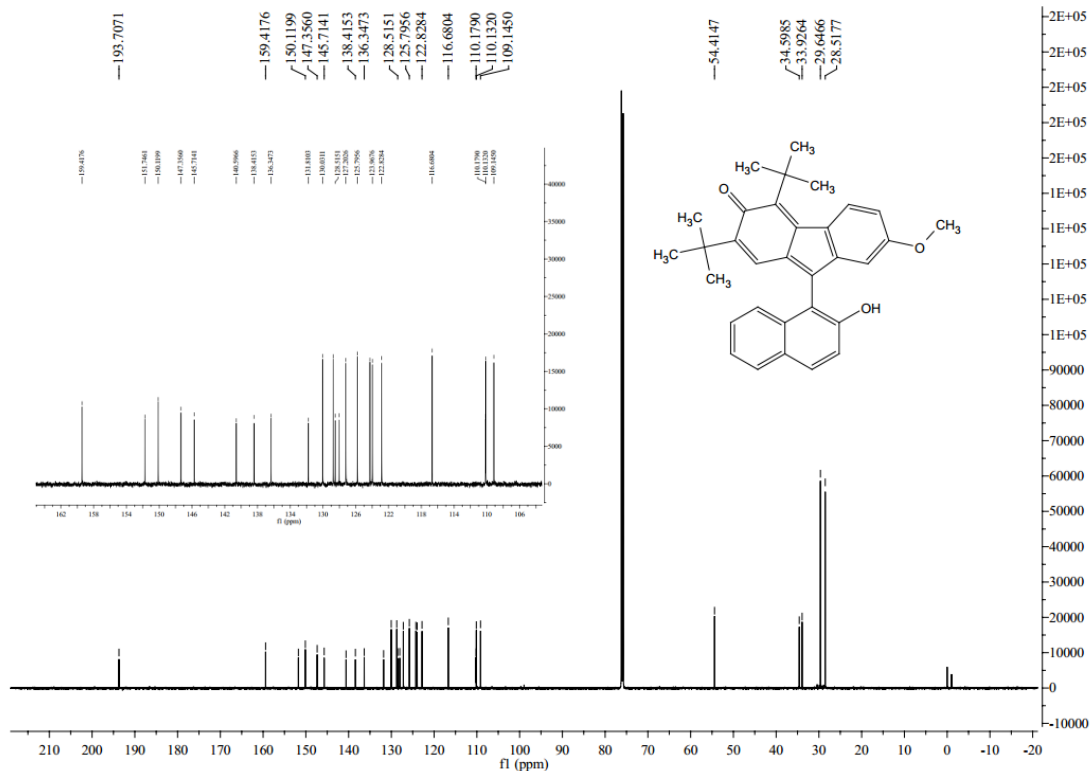 193.7071
159.4176
150.1199
147.3560
145.7141
138.4153
136.3473
128.5151
125.7956
122.8284
116.6804
110.1790
110.1320
109.1450
54.4147
34.5985
33.9264
29.6466
28.5177
159.4176
151.7461
150.1199
147.3560
145.7141
140.5966
138.4153
136.3473
131.8103
130.0311
128.5151
127.2026
125.7956
123.9676
122.8284
116.6804
110.1790
110.1320
109.1450
40000
35000
30000
25000
20000
15000
10000
5000
0
162 158 154 150 146 142 138 134 130 126 122 118 114 110 106
f1 (ppm)
CH3
H3C
CH3
O
CH3
H3C
CH3
O
CH3
OH
2E+05
2E+05
2E+05
2E+05
2E+05
1E+05
1E+05
1E+05
1E+05
1E+05
90000
80000
70000
60000
50000
40000
30000
20000
10000
0
-10000
210 200 190 180 170 160 150 140 130 120 110 100 90 80 70 60 50 40 30 20 10 0 -10 -20
f1 (ppm)